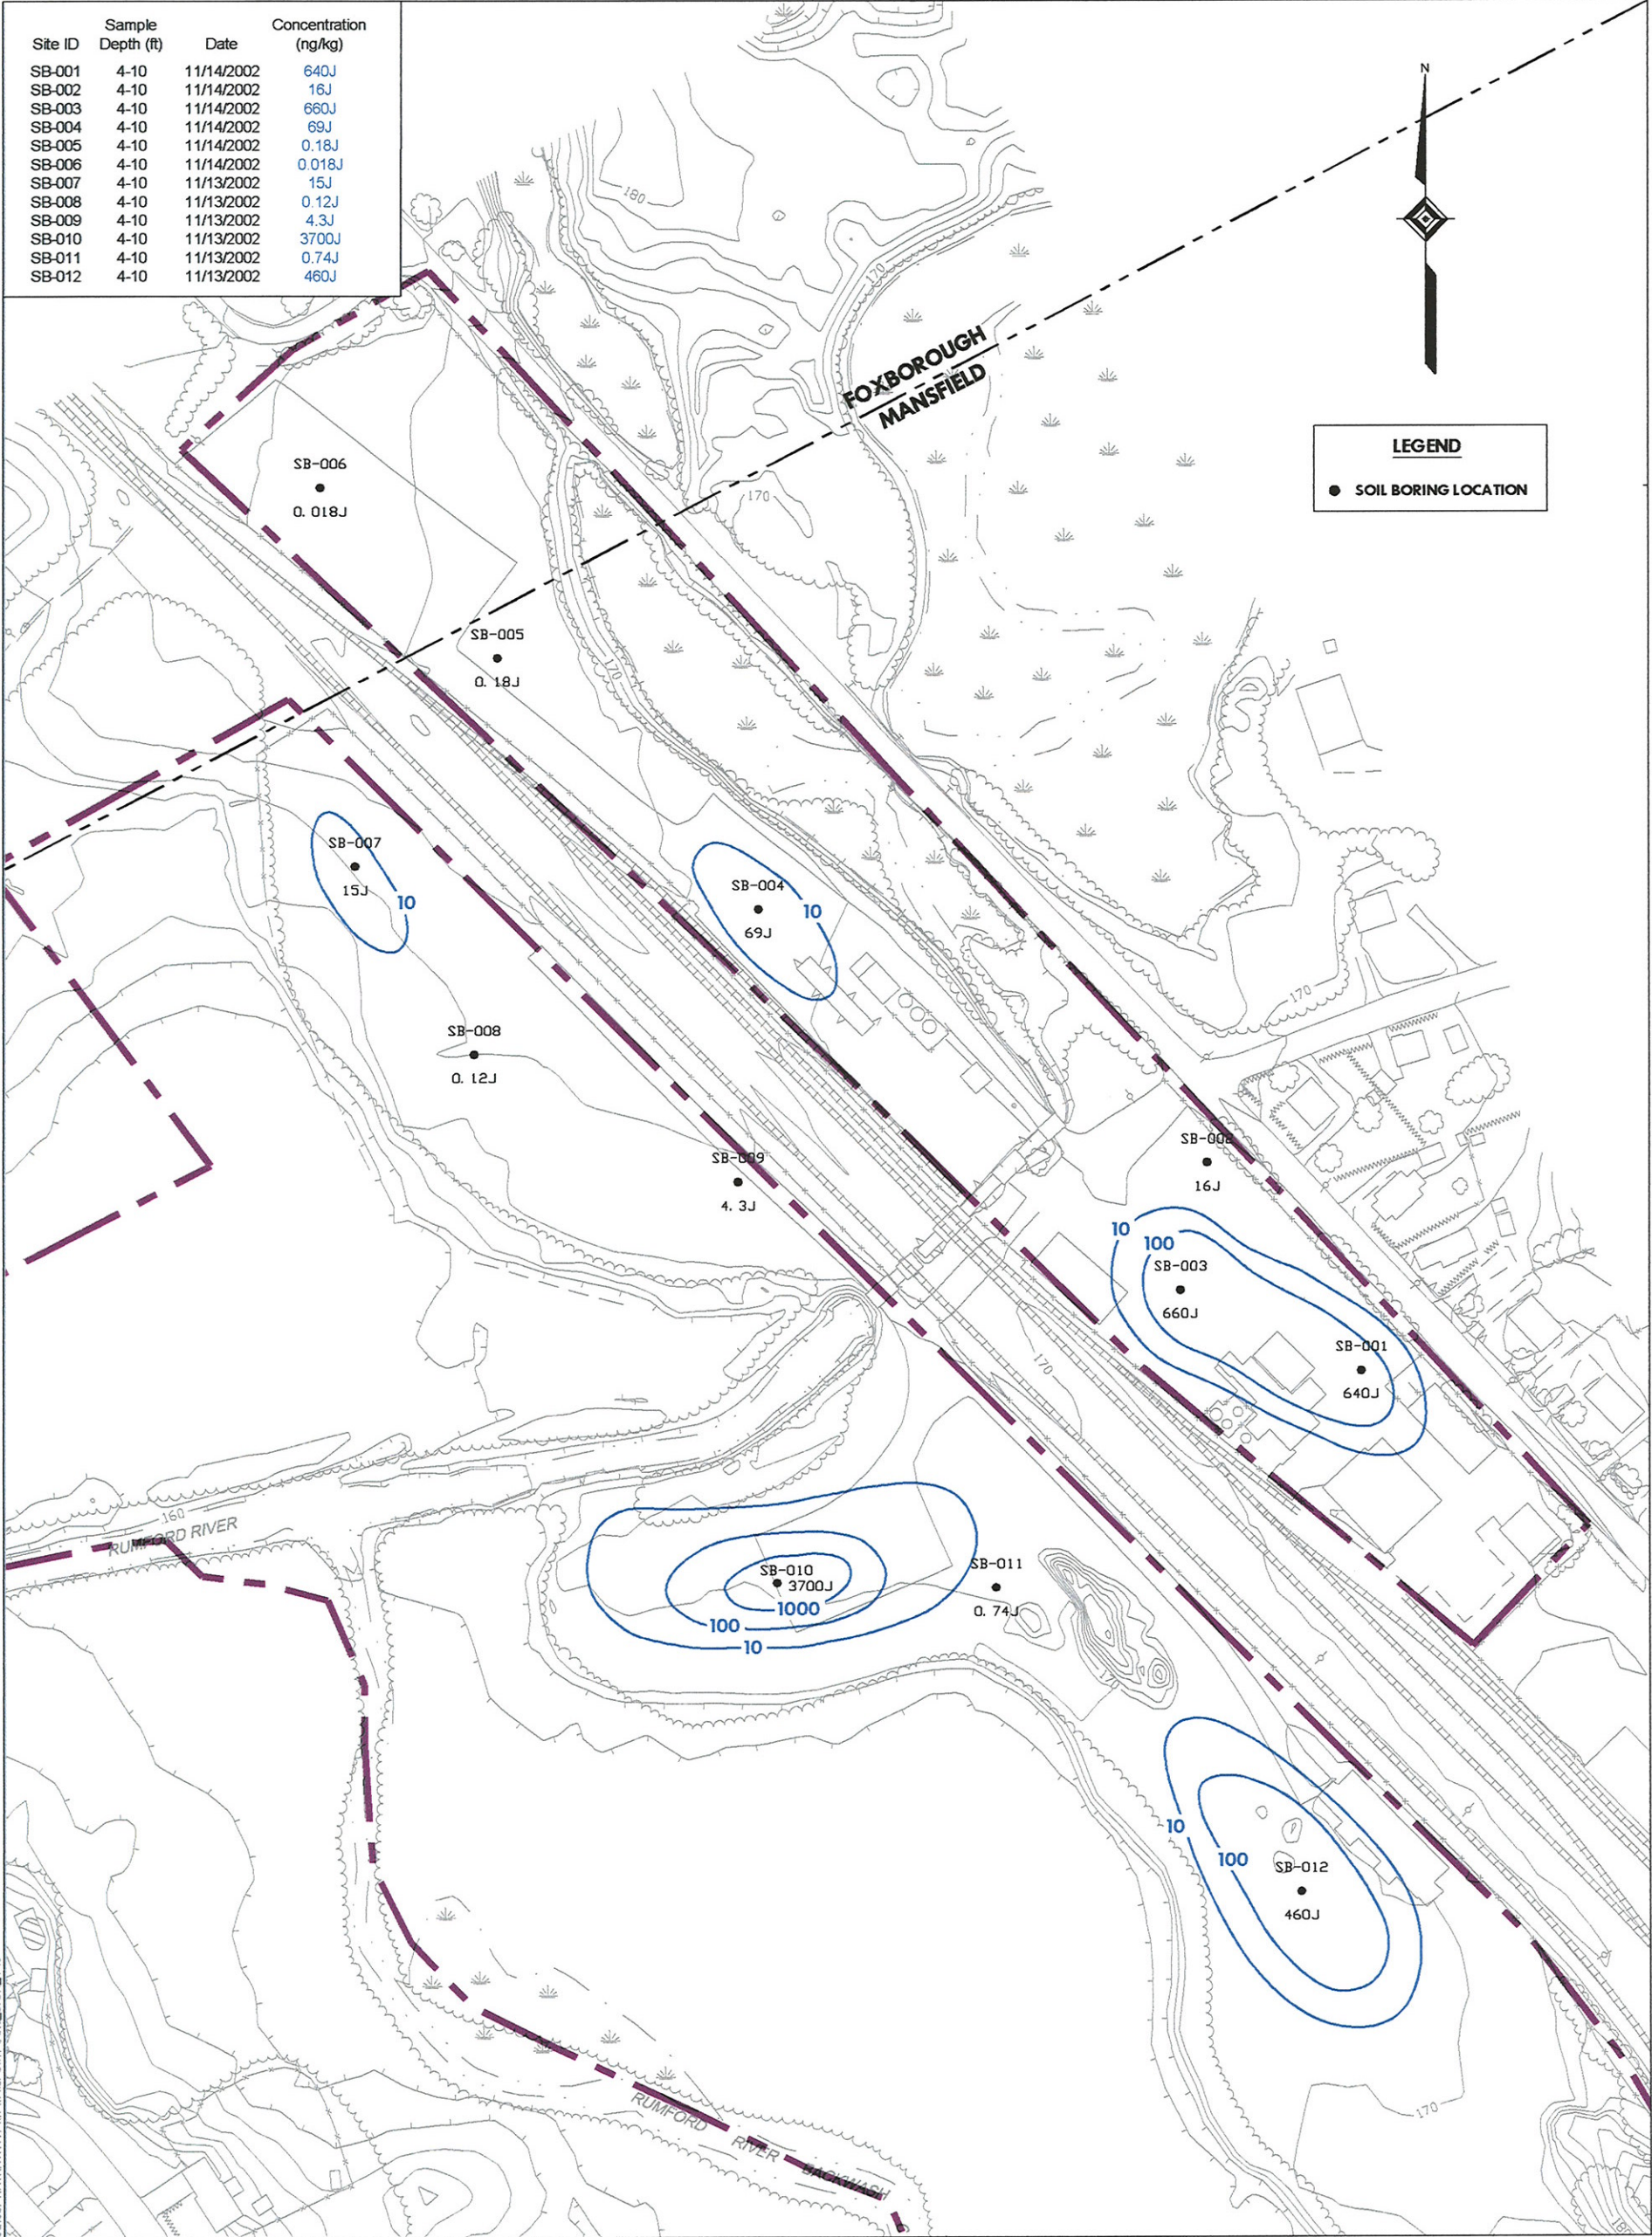 Site ID Sample Depth (ft) Date Concentration (ng/kg)
SB-001 4-10 11/14/2002 640J
SB-002 4-10 11/14/2002 16J
SB-003 4-10 11/14/2002 660J
SB-004 4-10 11/14/2002 69J
SB-005 4-10 11/14/2002 0.18J
SB-006 4-10 11/14/2002 0.018J
SB-007 4-10 11/13/2002 15J
SB-008 4-10 11/13/2002 0.12J
SB-009 4-10 11/13/2002 4.3J
SB-010 4-10 11/13/2002 3700J
SB-011 4-10 11/13/2002 0.74J
SB-012 4-10 11/13/2002 460J
N
180
170
FOXBOROUGH
MANSFIELD
LEGEND
SOIL BORING LOCATION
SB-006
0.018J
170
SB-005
0.18J
170
SB-007
15J
10
SB-004
69J
10
170
SB-008
0.12J
SB-009
4.3J
SB-002
16J
10
100
SB-003
660J
SB-001
640J
170
160
RUMFORD RIVER
SB-010
3700J
1000
100
10
SB-011
0.74J
10
100
SB-012
460J
170
RUMFORD RIVER BACKWASH